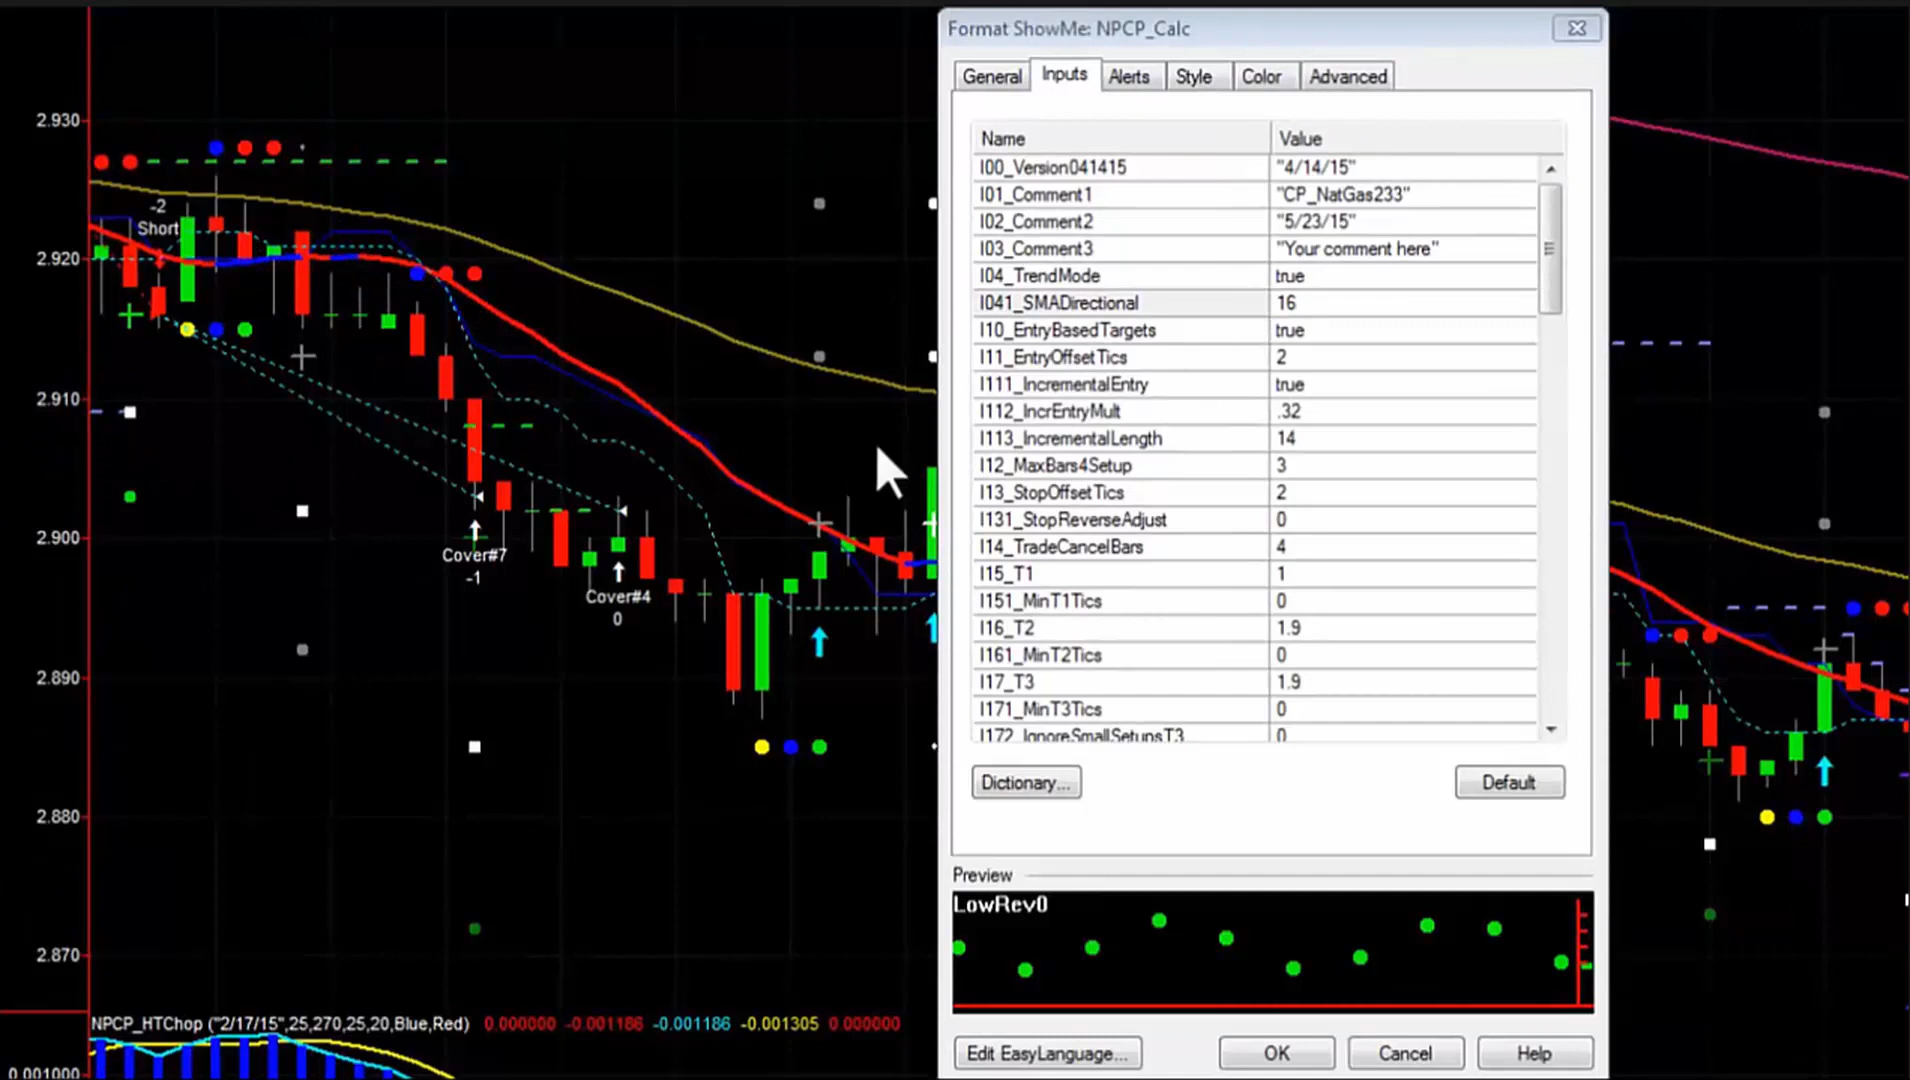 Format ShowMe: NPCP_Calc
General Inputs Alerts Style Color Advanced
Name Value
I00_Version041415 "4/14/15"
I01_Comment1 "CP_NatGas233"
I02_Comment2 "5/23/15"
I03_Comment3 "Your comment here"
I04_TrendMode true
I041_SMADirectional 16
I10_EntryBasedTargets true
I11_EntryOffsetTics 2
I111_IncrementalEntry true
I112_IncrEntryMult .32
I113_IncrementalLength 14
I12_MaxBars4Setup 3
I13_StopOffsetTics 2
I131_StopReverseAdjust 0
I14_TradeCancelBars 4
I15_T1 1
I151_MinT1Tics 0
I16_T2 1.9
I161_MinT2Tics 0
I17_T3 1.9
I171_MinT3Tics 0
I172_IgnoreSmallSetupsT3 0
Dictionary... Default
Preview
LowRev0
Edit EasyLanguage... OK Cancel Help
2.930
2.920
2.910
2.900
2.890
2.880
2.870
-2
Short
Cover#7
-1
Cover#4
0
NPCP_HTChop ("2/17/15",25,270,25,20,Blue,Red) 0.000000 -0.001186 -0.001186 -0.001305 0.000000
0.001000